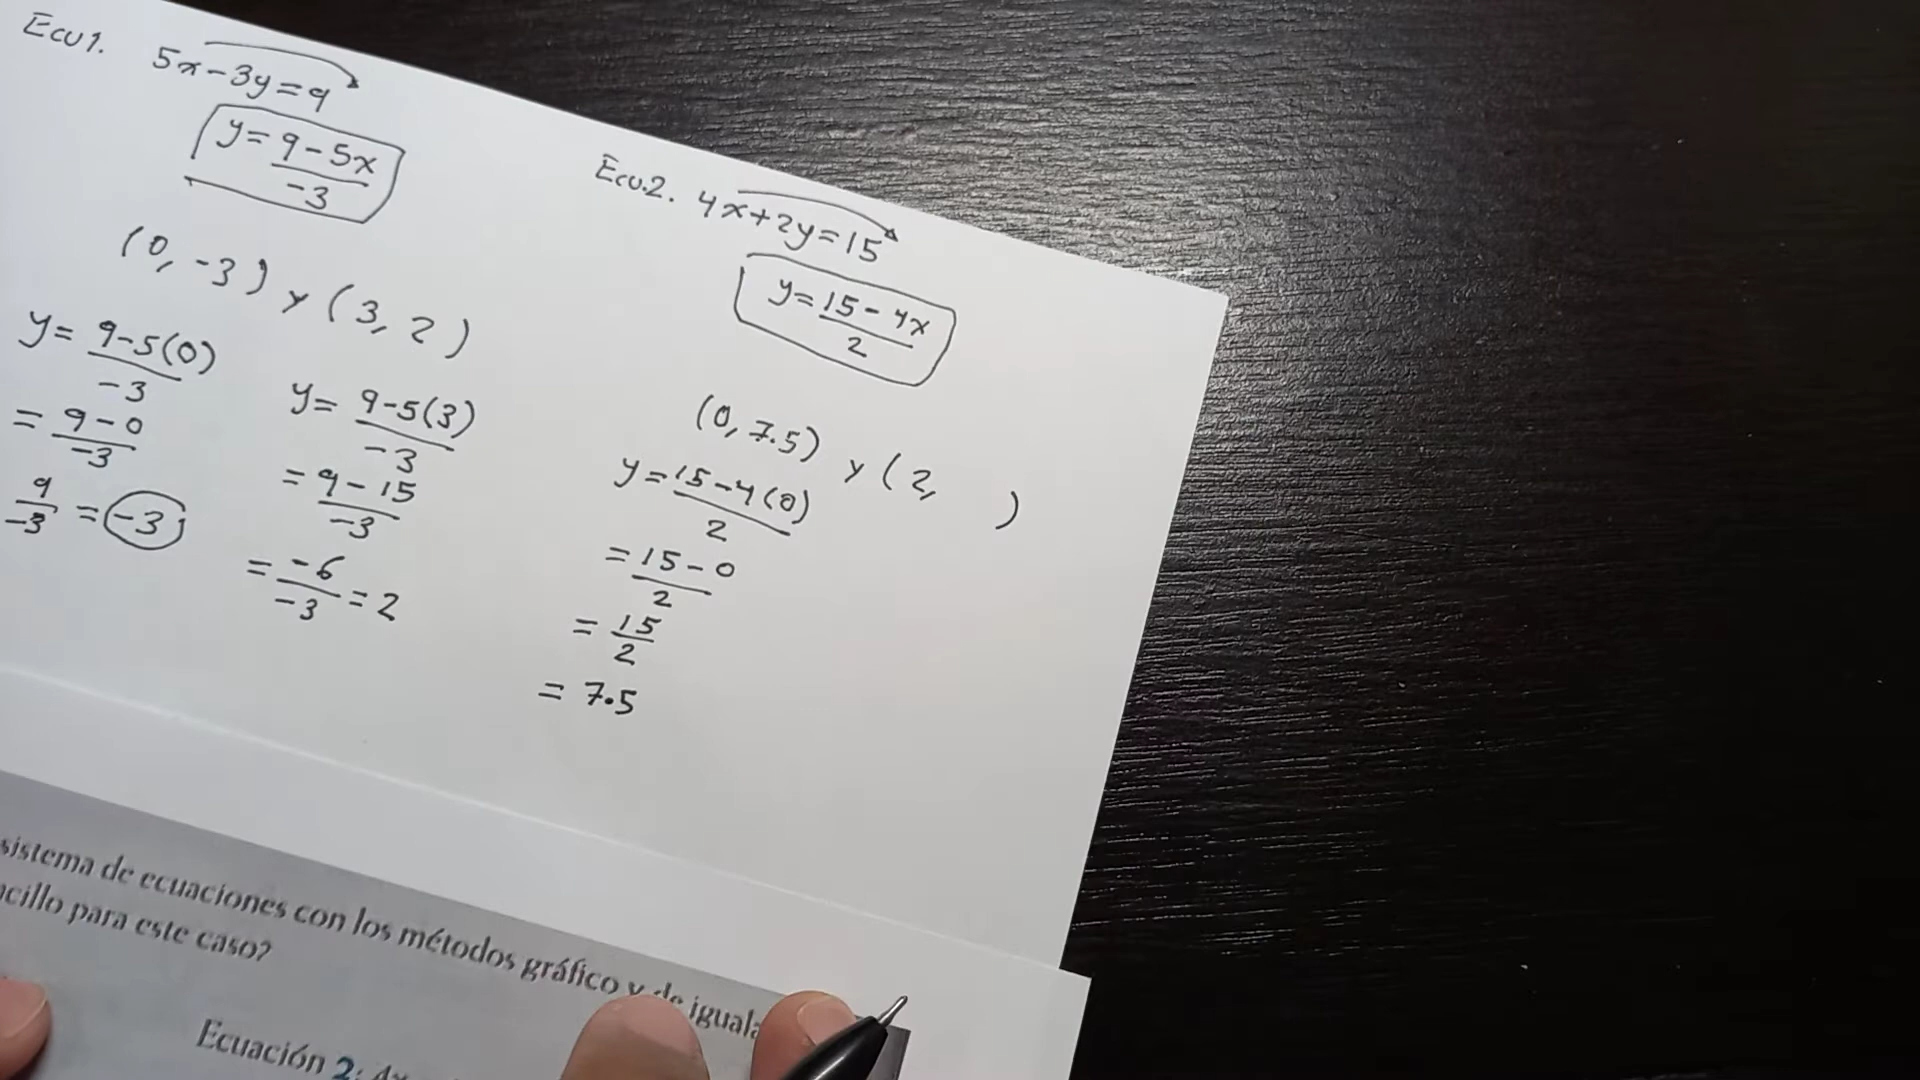 Ecu1. 5x-3y=9
y= 9-5x
-3
(0, -3) y (3, 2)
y= 9-5(0)
-3
= 9-0
-3
9
-3
= -3
y= 9-5(3)
-3
= 9-15
-3
= -6
-3
= 2
Ecu.2. 4x+2y=15
y= 15-4x
2
(0, 7.5) y (2, )
y= 15-4(0)
2
= 15-0
2
= 15
2
= 7.5
sistema de ecuaciones con los métodos gráfico y de iguala
cillo para este caso?
Ecuación 2: 4x